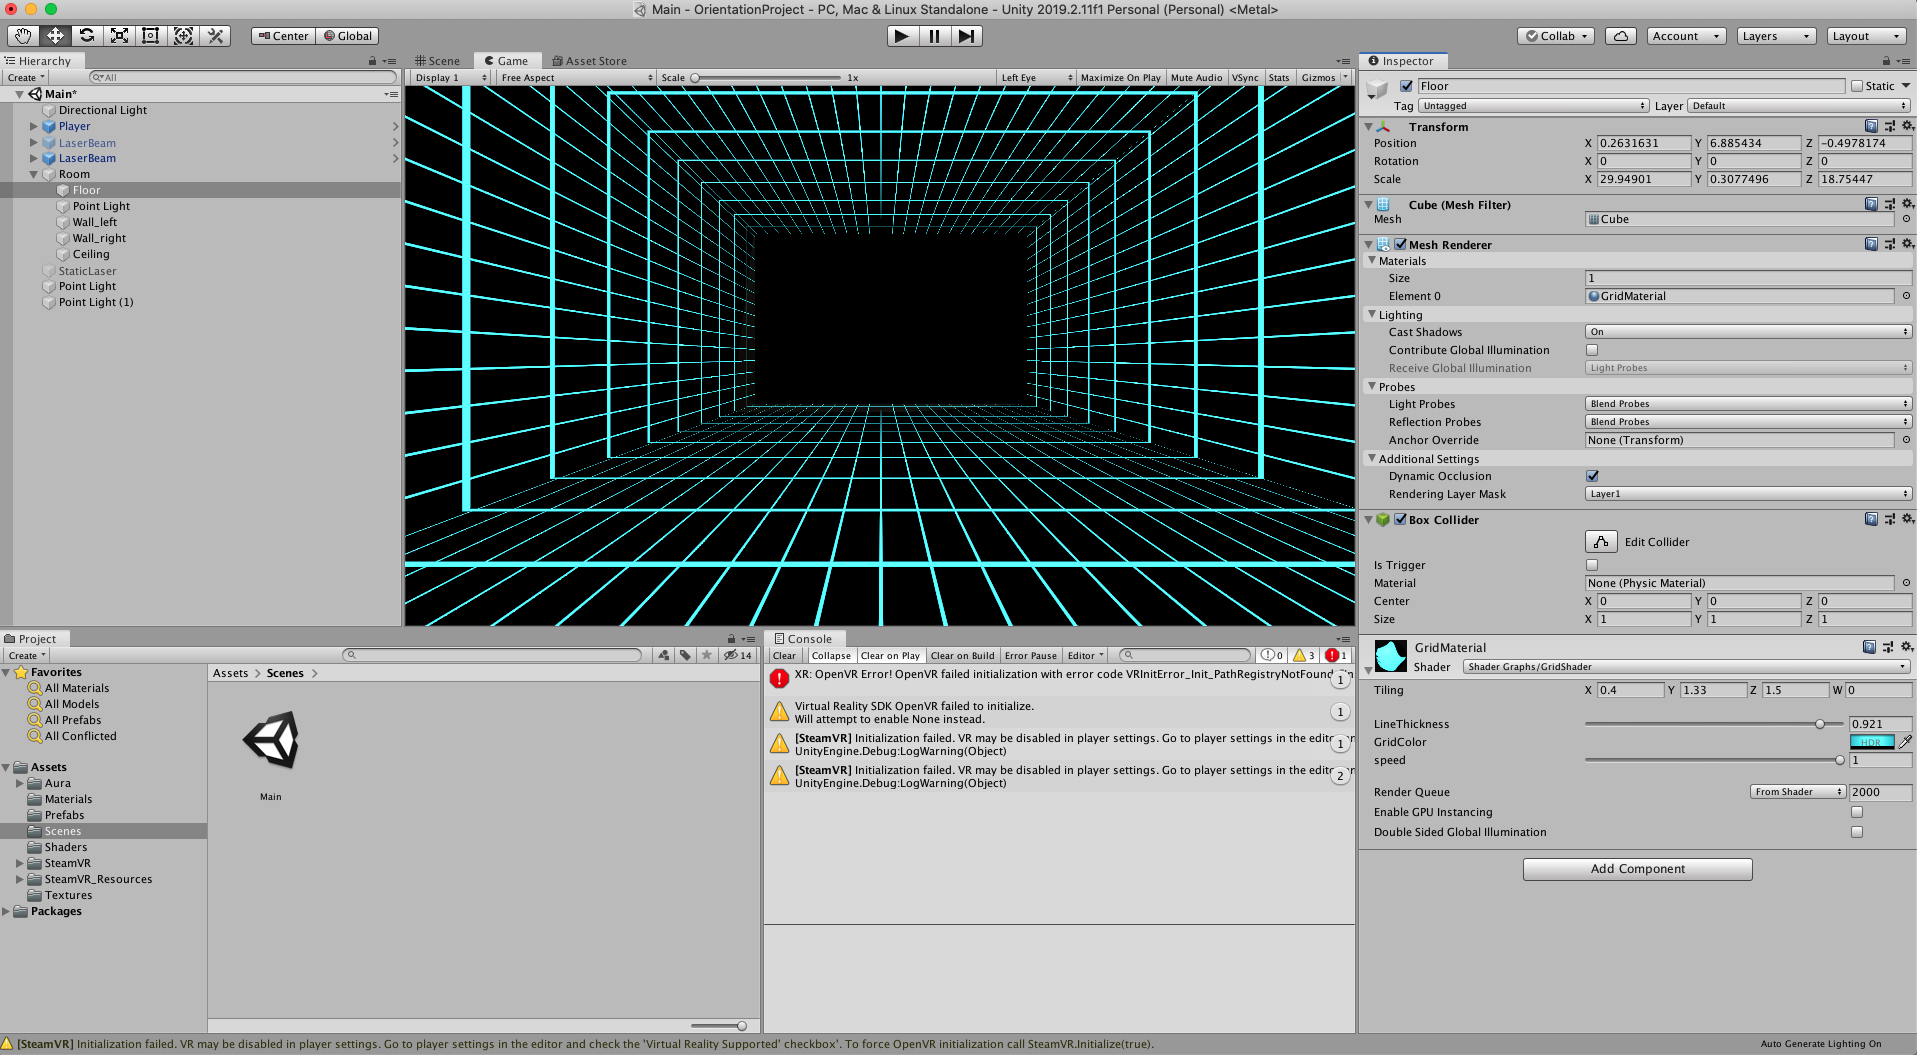 Main - OrientationProject - PC, Mac & Linux Standalone - Unity 2019.2.11f1 Personal (Personal) <Metal>
Center Global
Collab Account Layers Layout
Hierarchy
Create All
Main*
Directional Light
Player
LaserBeam
LaserBeam
Room
Floor
Point Light
Wall_left
Wall_right
Ceiling
StaticLaser
Point Light
Point Light (1)
Scene Game Asset Store
Display 1 Free Aspect Scale 1x Left Eye Maximize On Play Mute Audio VSync Stats Gizmos
Inspector
Floor Static
Tag Untagged Layer Default
Transform
Position X 0.2631631 Y 6.885434 Z -0.4978174
Rotation X 0 Y 0 Z 0
Scale X 29.94901 Y 0.3077496 Z 18.75447
Cube (Mesh Filter)
Mesh Cube
Mesh Renderer
Materials
Size 1
Element 0 GridMaterial
Lighting
Cast Shadows On
Contribute Global Illumination
Receive Global Illumination Light Probes
Probes
Light Probes Blend Probes
Reflection Probes Blend Probes
Anchor Override None (Transform)
Additional Settings
Dynamic Occlusion
Rendering Layer Mask Layer1
Box Collider
Edit Collider
Is Trigger
Material None (Physic Material)
Center X 0 Y 0 Z 0
Size X 1 Y 1 Z 1
GridMaterial
Shader Shader Graphs/GridShader
Tiling X 0.4 Y 1.33 Z 1.5 W 0
LineThickness 0.921
GridColor HDR
speed 1
Render Queue From Shader 2000
Enable GPU Instancing
Double Sided Global Illumination
Add Component
Project
Create 14
Favorites
All Materials
All Models
All Prefabs
All Conflicted
Assets
Aura
Materials
Prefabs
Scenes
Shaders
SteamVR
SteamVR_Resources
Textures
Packages
Assets > Scenes >
Main
Console
Clear Collapse Clear on Play Clear on Build Error Pause Editor 0 3 1
XR: OpenVR Error! OpenVR failed initialization with error code VRInitError_Init_PathRegistryNotFound 1
Virtual Reality SDK OpenVR failed to initialize.
Will attempt to enable None instead. 1
[SteamVR] Initialization failed. VR may be disabled in player settings. Go to player settings in the editor 1
UnityEngine.Debug:LogWarning(Object)
[SteamVR] Initialization failed. VR may be disabled in player settings. Go to player settings in the editor 2
UnityEngine.Debug:LogWarning(Object)
[SteamVR] Initialization failed. VR may be disabled in player settings. Go to player settings in the editor and check the 'Virtual Reality Supported' checkbox'. To force OpenVR initialization call SteamVR.Initialize(true).
Auto Generate Lighting On